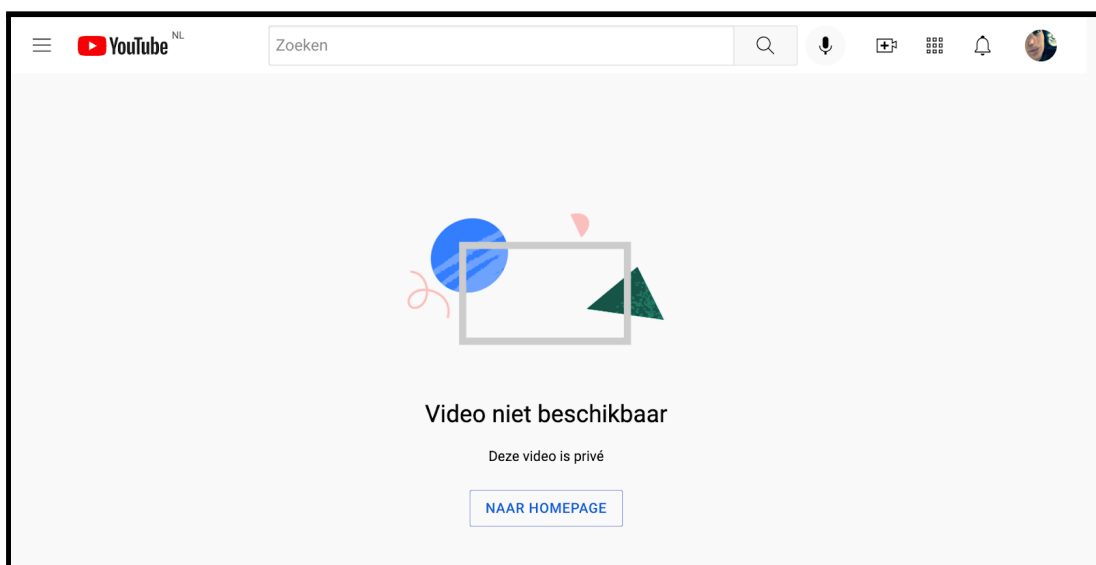 YouTube NL
Zoeken
Video niet beschikbaar
Deze video is privé
NAAR HOMEPAGE